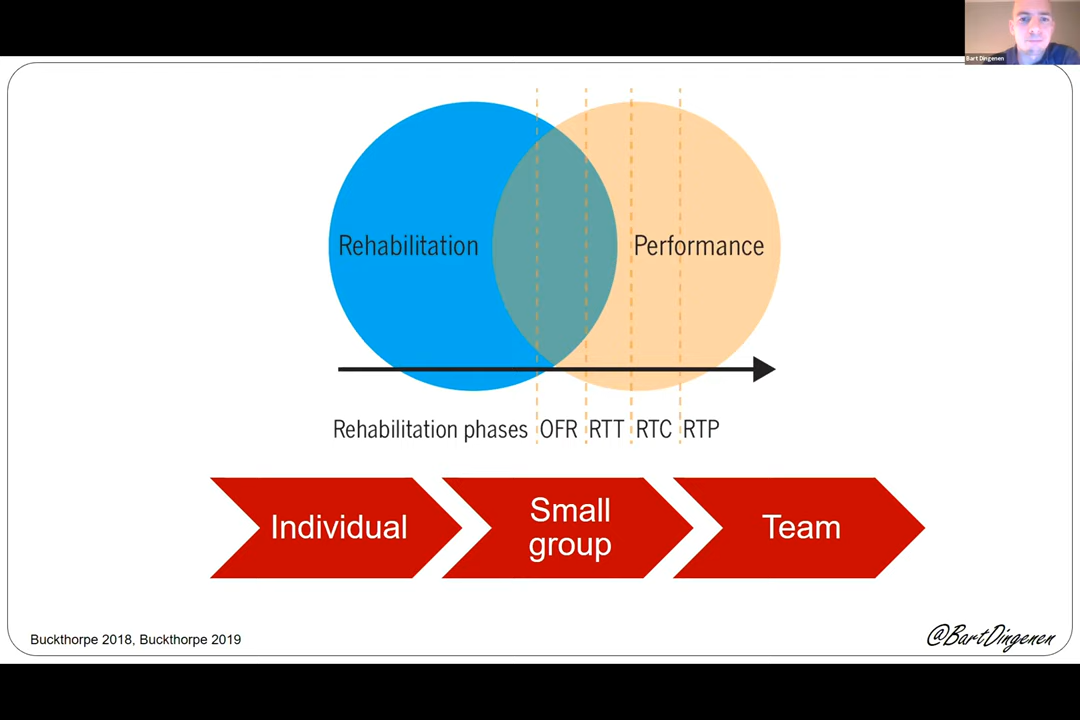 Bart Dingenen
Rehabilitation
Performance
Rehabilitation phases OFR RTT RTC RTP
Individual
Small
group
Team
Buckthorpe 2018, Buckthorpe 2019
@BartDingenen